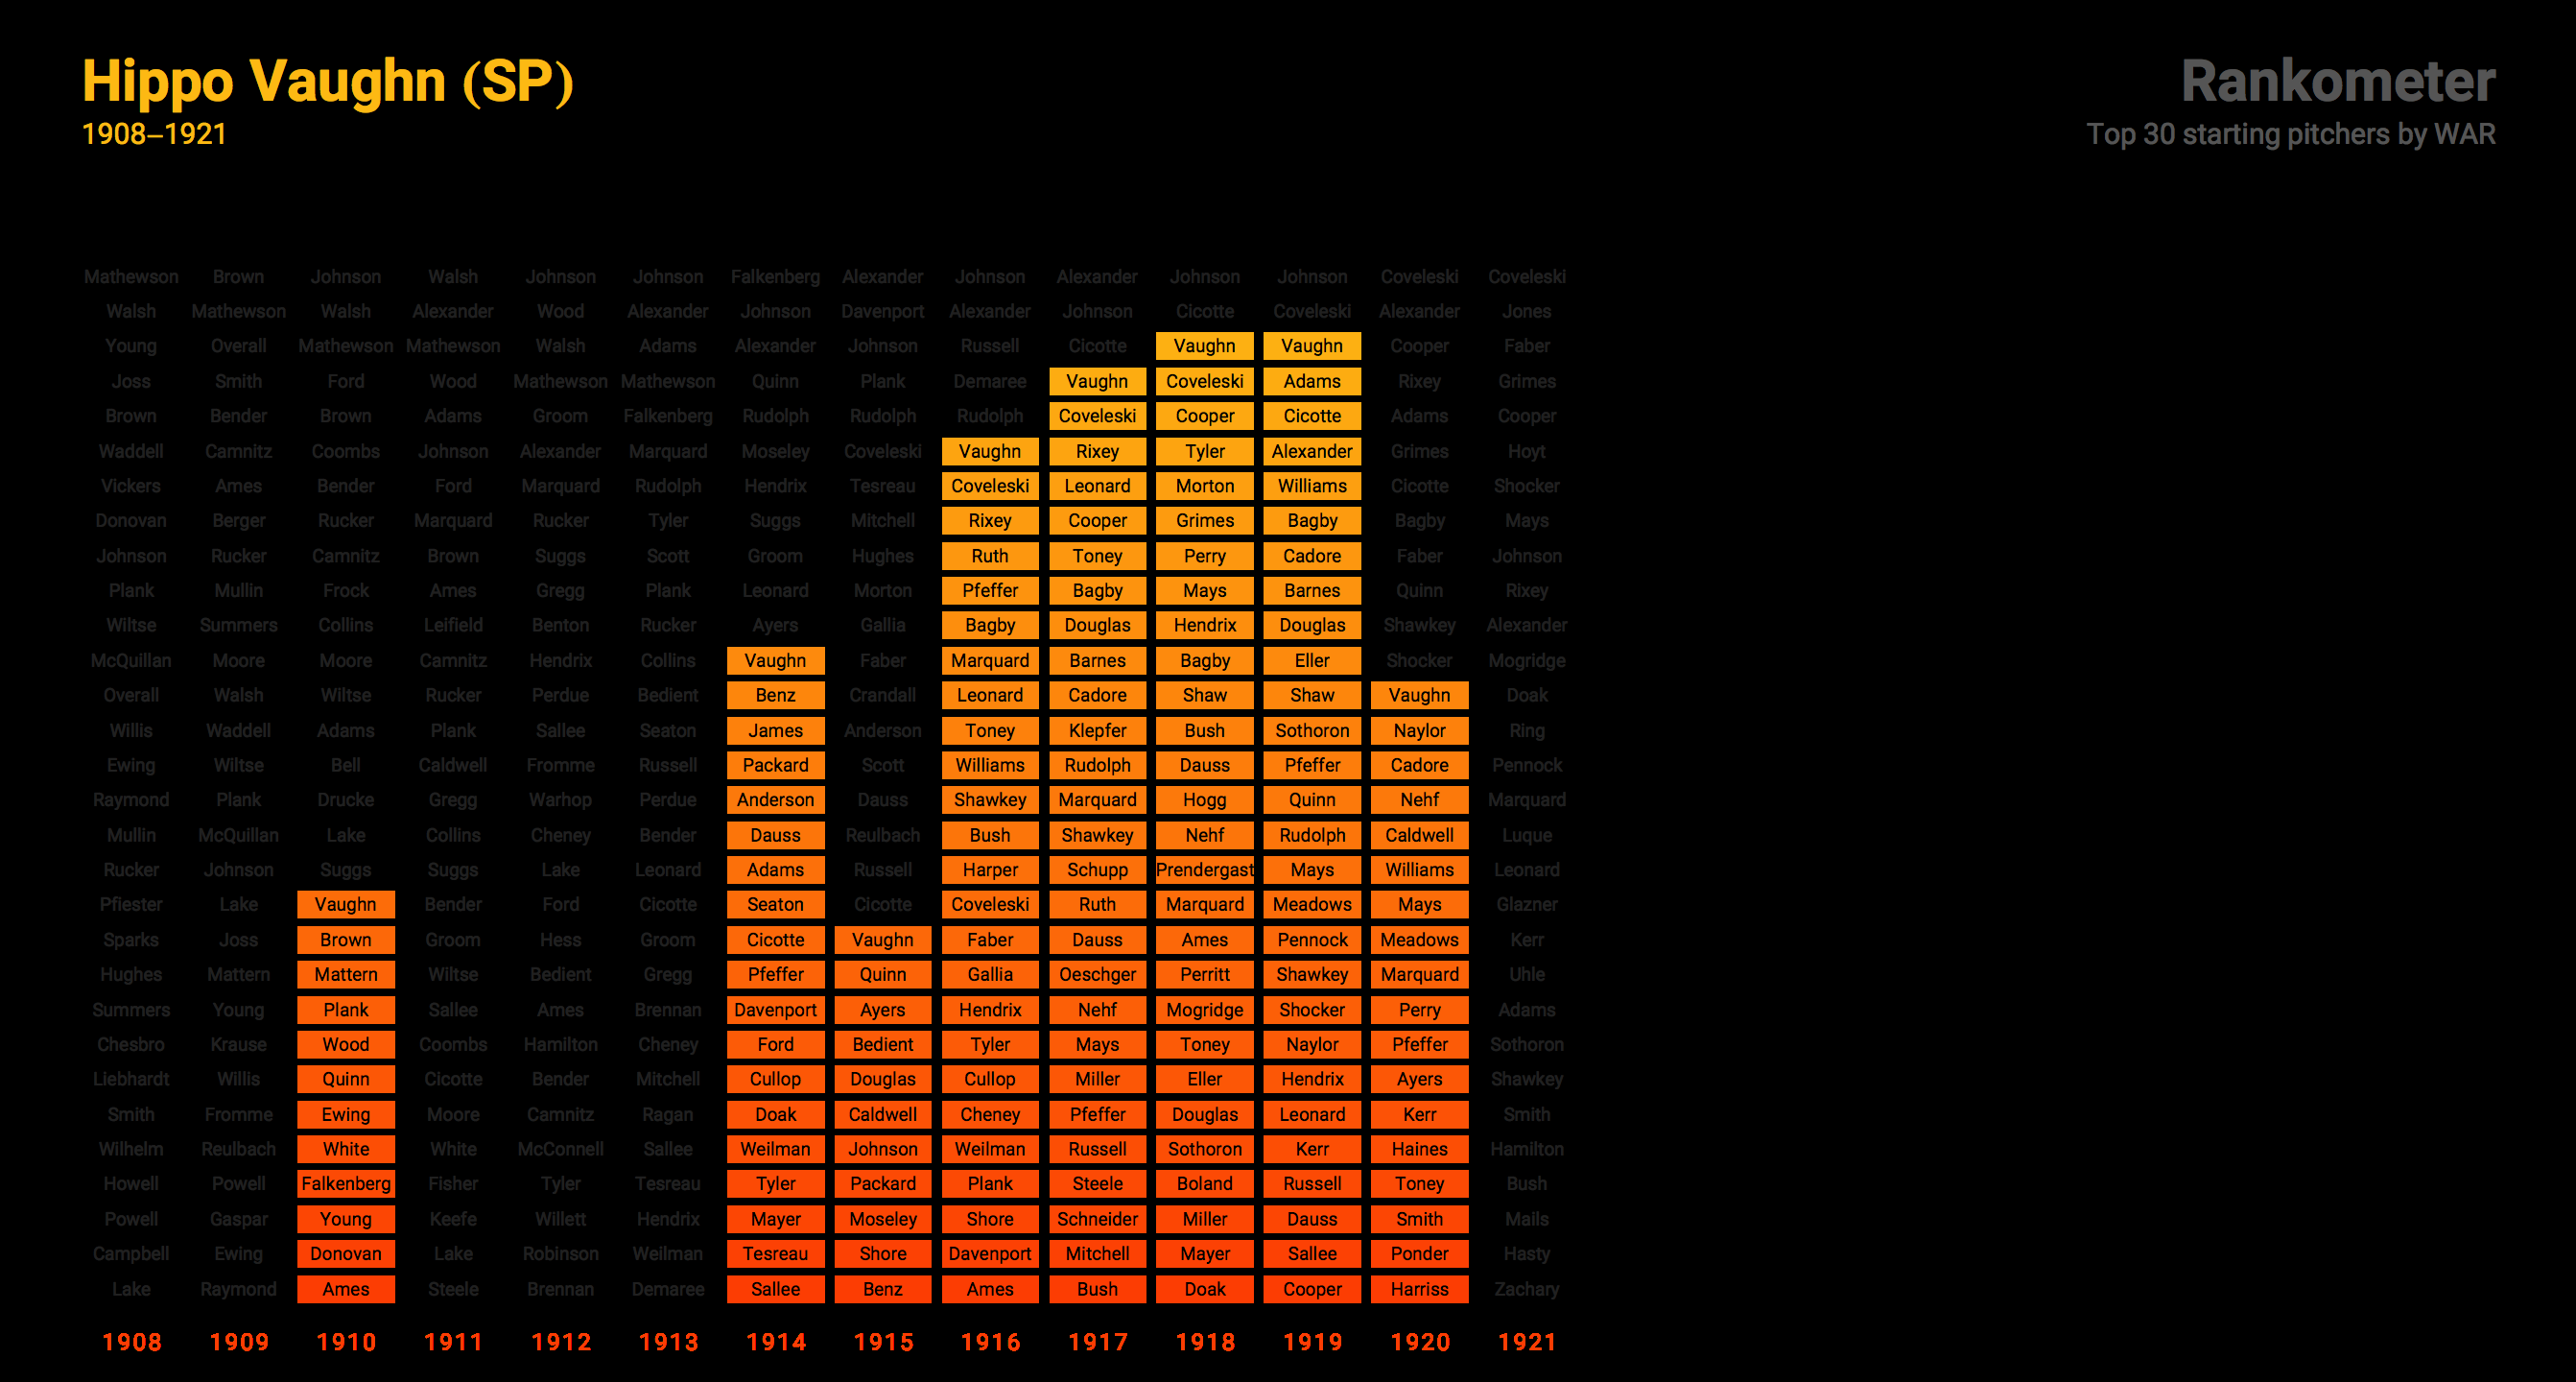 Hippo Vaughn (SP)
1908–1921
Rankometer
Top 30 starting pitchers by WAR
Mathewson Brown Johnson Walsh Johnson Johnson Falkenberg Alexander Johnson Alexander Johnson Johnson Coveleski Coveleski
Walsh Mathewson Walsh Alexander Wood Alexander Johnson Davenport Alexander Johnson Cicotte Coveleski Alexander Jones
Young Overall Mathewson Mathewson Walsh Adams Alexander Johnson Russell Cicotte Vaughn Vaughn Cooper Faber
Joss Smith Ford Wood Mathewson Mathewson Quinn Plank Demaree Vaughn Coveleski Adams Rixey Grimes
Brown Bender Brown Adams Groom Falkenberg Rudolph Rudolph Rudolph Coveleski Cooper Cicotte Adams Cooper
Waddell Camnitz Coombs Johnson Alexander Marquard Moseley Coveleski Vaughn Rixey Tyler Alexander Grimes Hoyt
Vickers Ames Bender Ford Marquard Rudolph Hendrix Tesreau Coveleski Leonard Morton Williams Cicotte Shocker
Donovan Berger Rucker Marquard Rucker Tyler Suggs Mitchell Rixey Cooper Grimes Bagby Bagby Mays
Johnson Rucker Camnitz Brown Suggs Scott Groom Hughes Ruth Toney Perry Cadore Faber Johnson
Plank Mullin Frock Ames Gregg Plank Leonard Morton Pfeffer Bagby Mays Barnes Quinn Rixey
Wiltse Summers Collins Leifield Benton Rucker Ayers Gallia Bagby Douglas Hendrix Douglas Shawkey Alexander
McQuillan Moore Moore Camnitz Hendrix Collins Vaughn Faber Marquard Barnes Bagby Eller Shocker Mogridge
Overall Walsh Wiltse Rucker Perdue Bedient Benz Crandall Leonard Cadore Shaw Shaw Vaughn Doak
Willis Waddell Adams Plank Sallee Seaton James Anderson Toney Klepfer Bush Sothoron Naylor Ring
Ewing Wiltse Bell Caldwell Fromme Russell Packard Scott Williams Rudolph Dauss Pfeffer Cadore Pennock
Raymond Plank Drucke Gregg Warhop Perdue Anderson Dauss Shawkey Marquard Hogg Quinn Nehf Marquard
Mullin McQuillan Lake Collins Cheney Bender Dauss Reulbach Bush Shawkey Nehf Rudolph Caldwell Luque
Rucker Johnson Suggs Suggs Lake Leonard Adams Russell Harper Schupp Prendergast Mays Williams Leonard
Pfiester Lake Vaughn Bender Ford Cicotte Seaton Cicotte Coveleski Ruth Marquard Meadows Mays Glazner
Sparks Joss Brown Groom Hess Groom Cicotte Vaughn Faber Dauss Ames Pennock Meadows Kerr
Hughes Mattern Mattern Wiltse Bedient Gregg Pfeffer Quinn Gallia Oeschger Perritt Shawkey Marquard Uhle
Summers Young Plank Sallee Ames Brennan Davenport Ayers Hendrix Nehf Mogridge Shocker Perry Adams
Chesbro Krause Wood Coombs Hamilton Cheney Ford Bedient Tyler Mays Toney Naylor Pfeffer Sothoron
Liebhardt Willis Quinn Cicotte Bender Mitchell Cullop Douglas Cullop Miller Eller Hendrix Ayers Shawkey
Smith Fromme Ewing Moore Camnitz Ragan Doak Caldwell Cheney Pfeffer Douglas Leonard Kerr Smith
Wilhelm Reulbach White White McConnell Sallee Weilman Johnson Weilman Russell Sothoron Kerr Haines Hamilton
Howell Powell Falkenberg Fisher Tyler Tesreau Tyler Packard Plank Steele Boland Russell Toney Bush
Powell Gaspar Young Keefe Willett Hendrix Mayer Moseley Shore Schneider Miller Dauss Smith Mails
Campbell Ewing Donovan Lake Robinson Weilman Tesreau Shore Davenport Mitchell Mayer Sallee Ponder Hasty
Lake Raymond Ames Steele Brennan Demaree Sallee Benz Ames Bush Doak Cooper Harriss Zachary
1908 1909 1910 1911 1912 1913 1914 1915 1916 1917 1918 1919 1920 1921